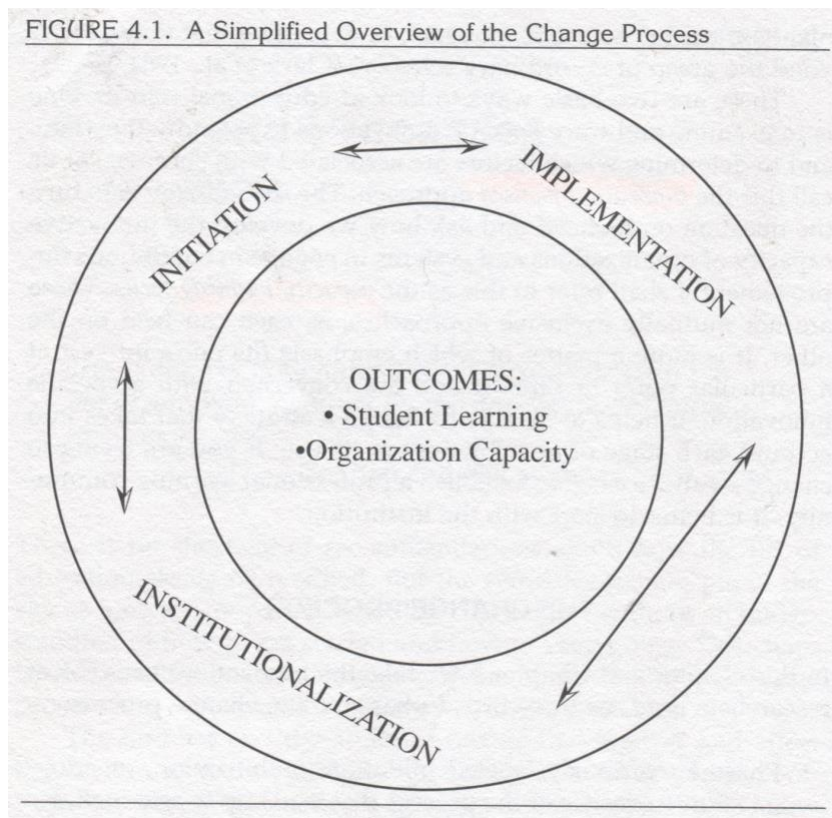 FIGURE 4.1. A Simplified Overview of the Change Process
INITIATION
IMPLEMENTATION
OUTCOMES:
• Student Learning
•Organization Capacity
INSTITUTIONALIZATION